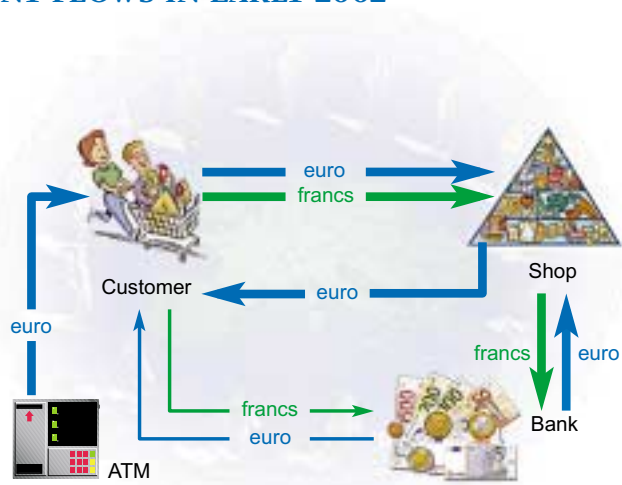 NT FLOWS IN EARLY 2002
euro
francs
Customer
euro
Shop
euro
francs
euro
francs
euro
Bank
ATM